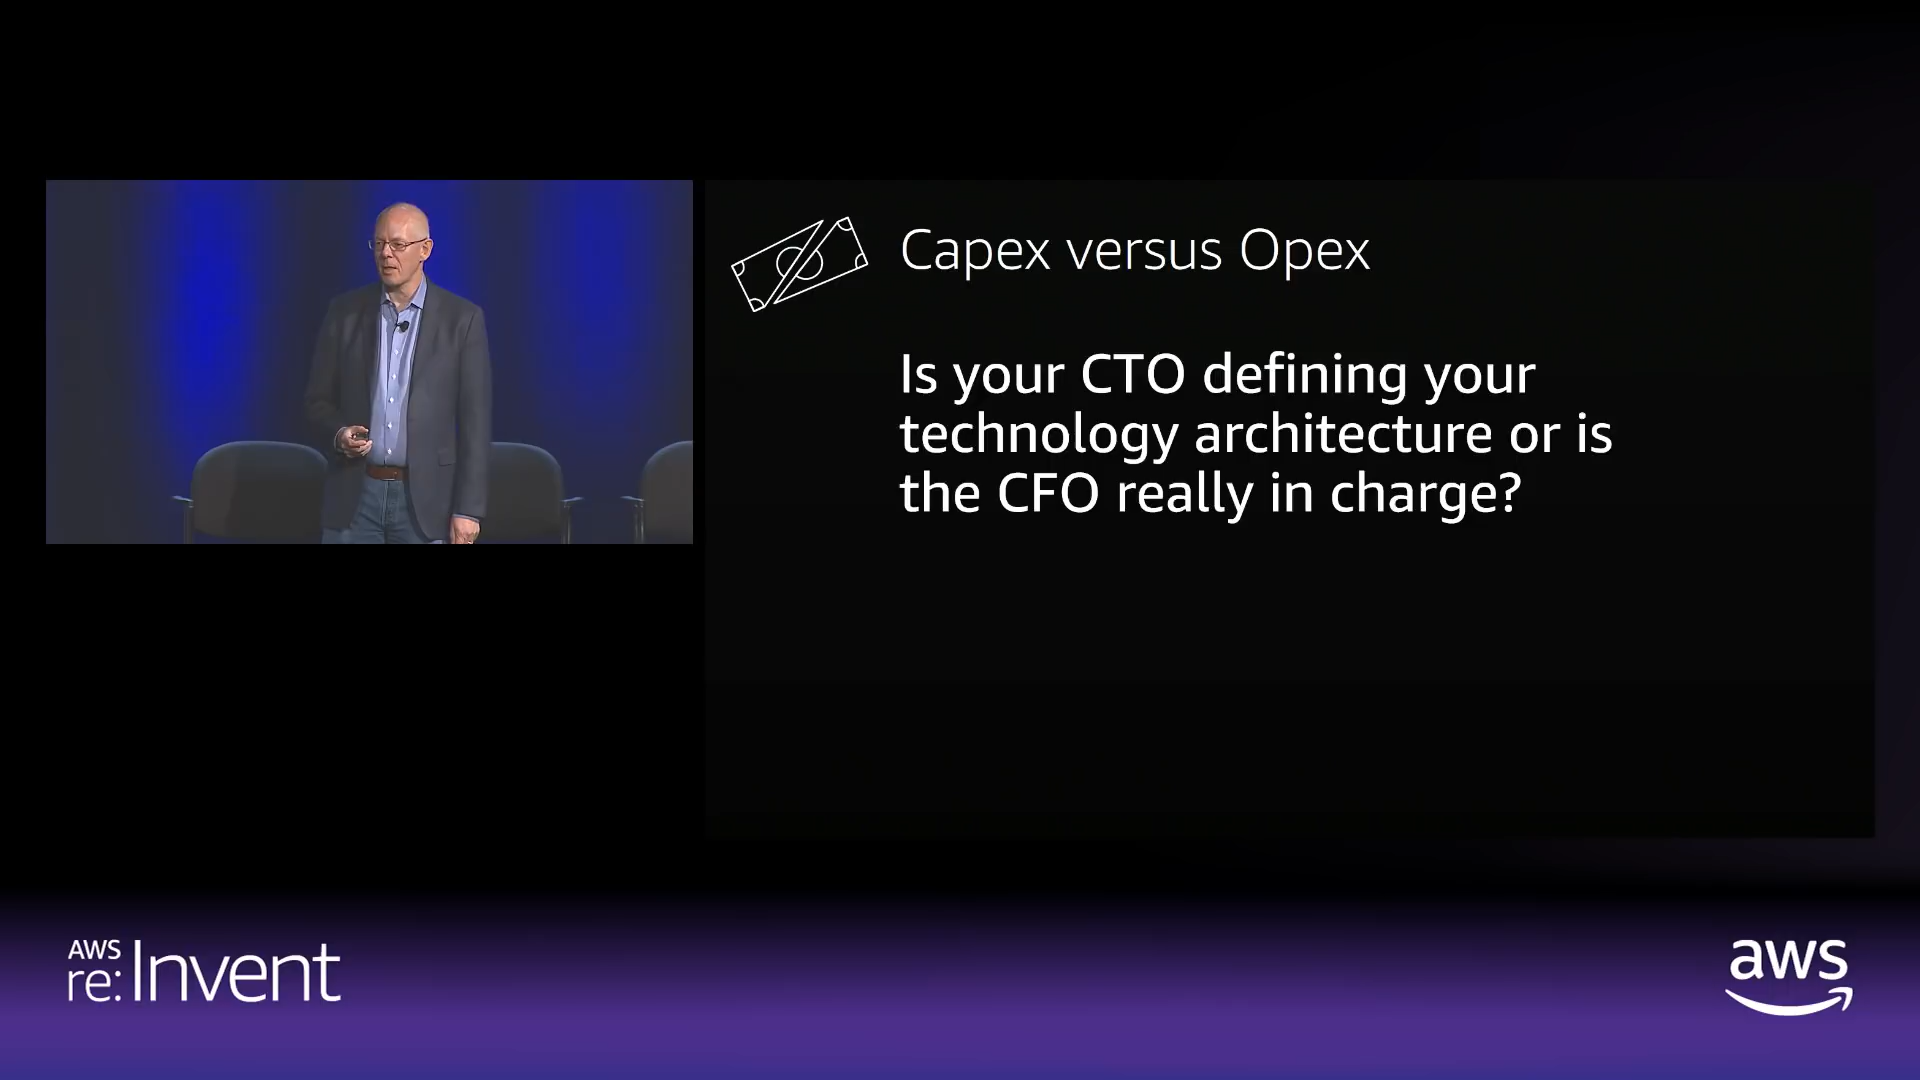 Capex versus Opex
Is your CTO defining your
technology architecture or is
the CFO really in charge?
AWS
re:Invent
aws